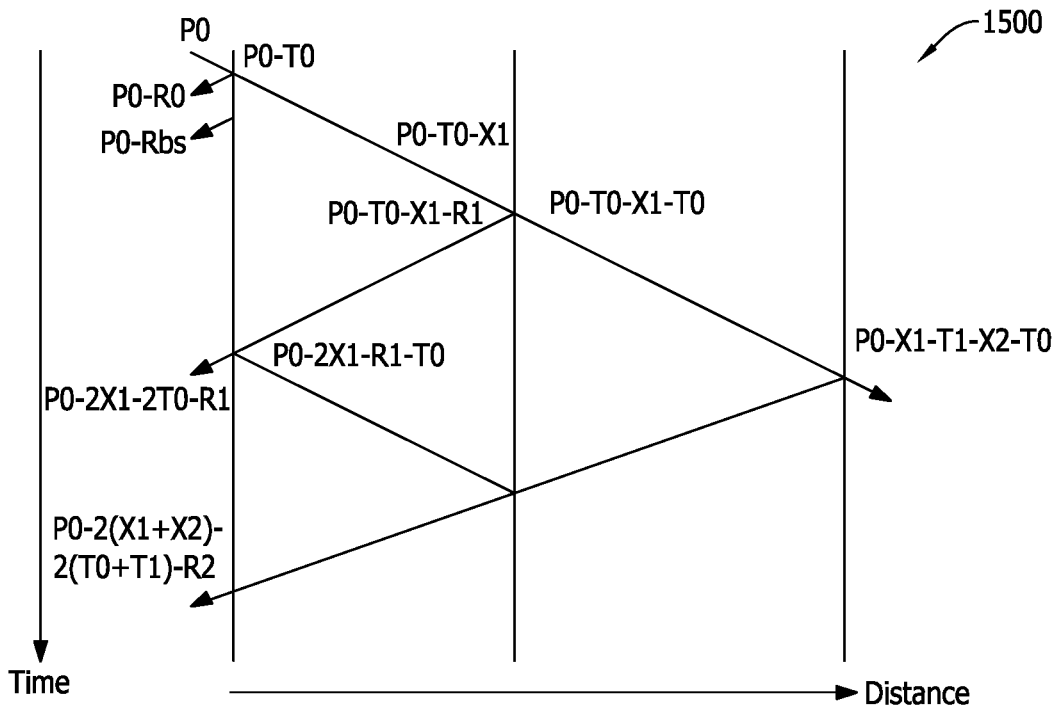 P0
1500
P0-T0
P0-R0
P0-Rbs
P0-T0-X1
P0-T0-X1-R1
P0-T0-X1-T0
P0-X1-T1-X2-T0
P0-2X1-R1-T0
P0-2X1-2T0-R1
P0-2(X1+X2)-
2(T0+T1)-R2
Time
Distance